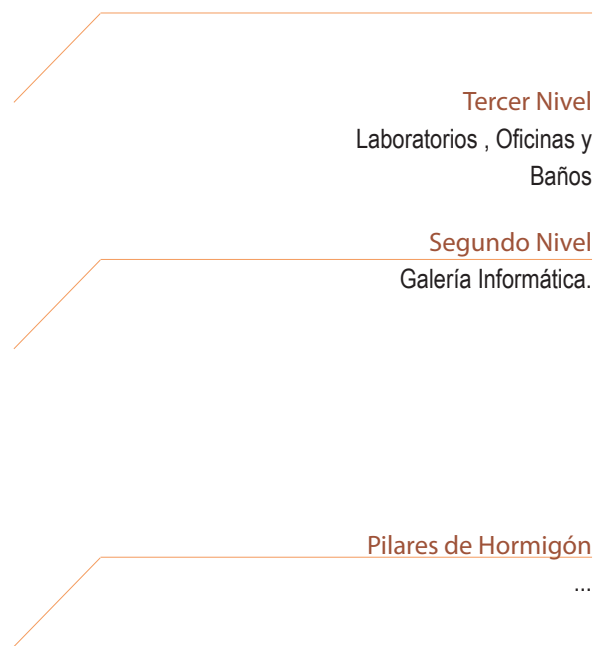 Tercer Nivel
Laboratorios , Oficinas y
Baños
Segundo Nivel
Galería Informática.
Pilares de Hormigón
...